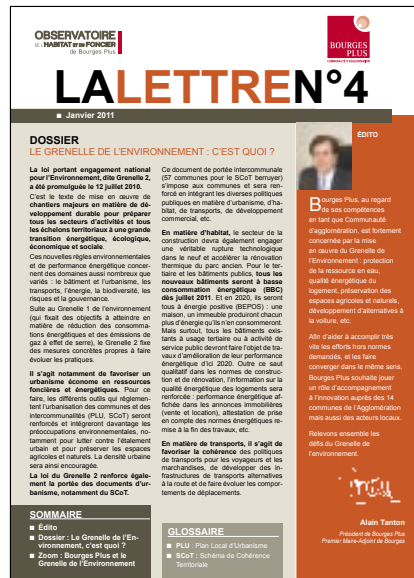 OBSERVATOIRE
DE L'HABITAT ET DU FONCIER
de Bourges Plus
BOURGES
PLUS
COMMUNAUTÉ D'AGGLOMÉRATION
LALETTREN°4
■ Janvier 2011
DOSSIER
LE GRENELLE DE L'ENVIRONNEMENT : C'EST QUOI ?
La loi portant engagement national
pour l'Environnement, dite Grenelle 2,
a été promulguée le 12 juillet 2010.
C'est le texte de mise en œuvre de
chantiers majeurs en matière de dé-
veloppement durable pour préparer
tous les secteurs d'activités et tous
les échelons territoriaux à une grande
transition énergétique, écologique,
économique et sociale.
Ces nouvelles règles environnementales
et de performance énergétique concer-
nent des domaines aussi nombreux que
variés : le bâtiment et l'urbanisme, les
transports, l'énergie, la biodiversité, les
risques et la gouvernance.
Suite au Grenelle 1 de l'environnement
(qui fixait des objectifs à atteindre en
matière de réduction des consomma-
tions énergétiques et des émissions de
gaz à effet de serre), le Grenelle 2 fixe
des mesures concrètes propres à faire
évoluer les pratiques.
Il s'agit notamment de favoriser un
urbanisme économe en ressources
foncières et énergétiques. Pour ce
faire, les différents outils qui réglemen-
tent l'urbanisation des communes et des
intercommunalités (PLU, SCoT) seront
renforcés et intégreront davantage les
préoccupations environnementales, no-
tamment pour lutter contre l'étalement
urbain et pour préserver les espaces
agricoles et naturels. La densité urbaine
sera ainsi encouragée.
La loi du Grenelle 2 renforce égale-
ment la portée des documents d'ur-
banisme, notamment du SCoT.
Ce document de portée intercommunale
(57 communes pour le SCoT berruyer)
s'impose aux communes et sera ren-
forcé en intégrant les diverses politiques
publiques en matière d'urbanisme, d'ha-
bitat, de transports, de développement
commercial, etc.
En matière d'habitat, le secteur de la
construction devra également engager
une véritable rupture technologique
dans le neuf et accélérer la rénovation
thermique du parc ancien. Pour le ter-
tiaire et les bâtiments publics, tous les
nouveaux bâtiments seront à basse
consommation énergétique (BBC)
dès juillet 2011. Et en 2020, ils seront
tous à énergie positive (BEPOS) : une
maison, un immeuble produiront chacun
plus d'énergie qu'ils n'en consommeront.
Mais surtout, tous les bâtiments exis-
tants à usage tertiaire ou à activité de
service public devront faire l'objet de tra-
vaux d'amélioration de leur performance
énergétique d'ici 2020. Outre ce saut
qualitatif dans les normes de construc-
tion et de rénovation, l'information sur la
qualité énergétique des logements sera
renforcée : performance énergétique af-
fichée dans les annonces immobilières
(vente et location), attestation de prise
en compte des normes énergétiques re-
mise à la fin des travaux, etc.
En matière de transports, il s'agit de
favoriser la cohérence des politiques
de transports pour les voyageurs et les
marchandises, de développer des in-
frastructures de transports alternatives
à la route et de faire évoluer les compor-
tements de déplacements.
ÉDITO
Bourges Plus, au regard
de ses compétences
en tant que Communauté
d'agglomération, est fortement
concernée par la mise
en œuvre du Grenelle de
l'Environnement : protection
de la ressource en eau,
qualité énergétique du
logement, préservation des
espaces agricoles et naturels,
développement d'alternatives à
la voiture, etc.
Afin d'aider à accomplir très
vite les efforts hors normes
demandés, et les faire
converger dans le même sens,
Bourges Plus souhaite jouer
un rôle d'accompagnement
à l'innovation auprès des 14
communes de l'Agglomération
mais aussi des acteurs locaux.
Relevons ensemble les
défis du Grenelle de
l'environnement.
Alain Tanton
Président de Bourges Plus
Premier Maire-Adjoint de Bourges
SOMMAIRE
■ Édito
■ Dossier : Le Grenelle de l'En-
vironnement, c'est quoi ?
■ Zoom : Bourges Plus et le
Grenelle de l'Environnement
GLOSSAIRE
■ PLU : Plan Local d'Urbanisme
■ SCoT : Schéma de Cohérence
Territoriale